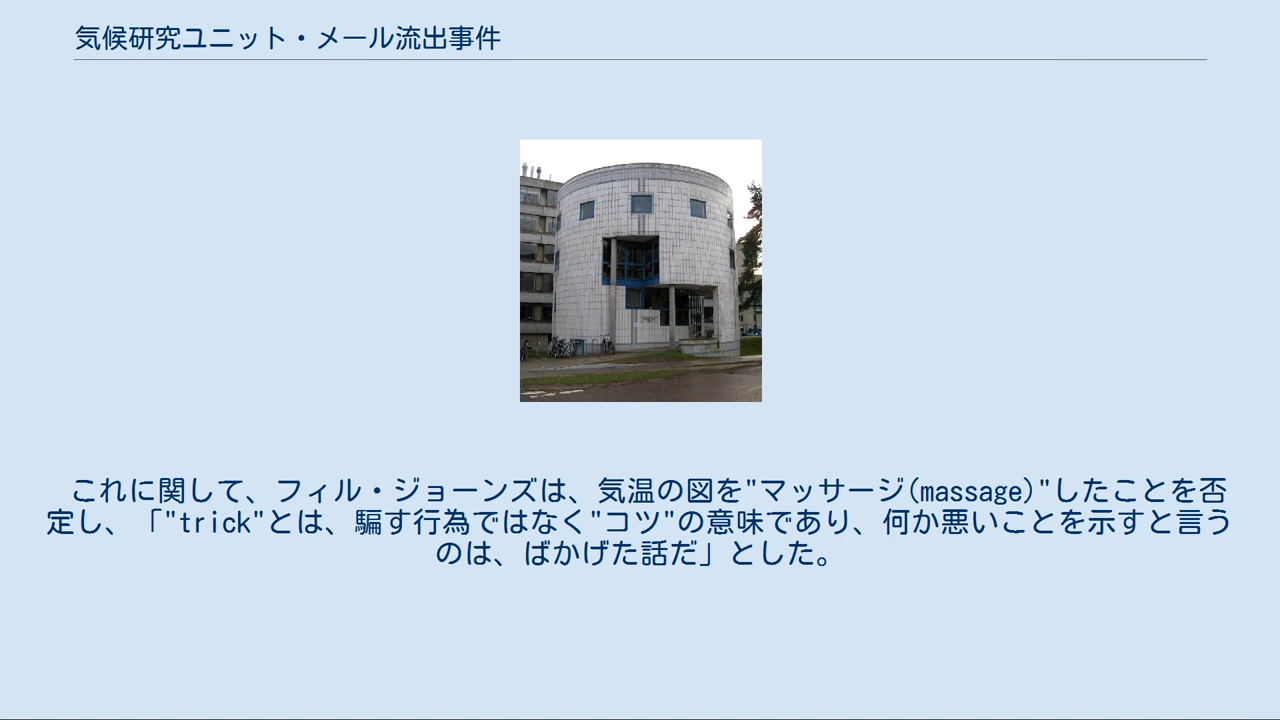 気候研究ユニット・メール流出事件
これに関して、フィル・ジョーンズは、気温の図を"マッサージ(massage)"したことを否
定し、「"trick"とは、騙す行為ではなく"コツ"の意味であり、何か悪いことを示すと言う
のは、ばかげた話だ」とした。